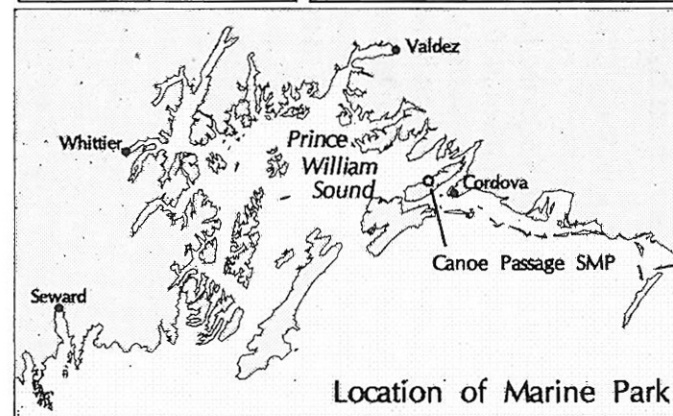 Valdez
Whittier
Prince
William
Sound
Cordova
Canoe Passage SMP
Seward
Location of Marine Park